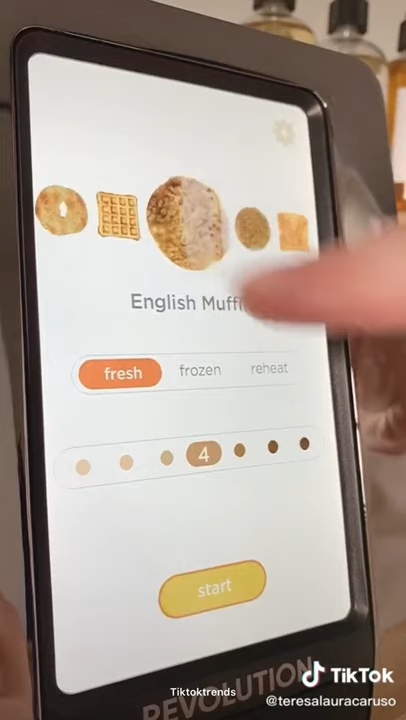 English Muffi
fresh
frozen
reheat
4
start
Tiktoktrends
REVOLUTION
TikTok
@teresalauracaruso